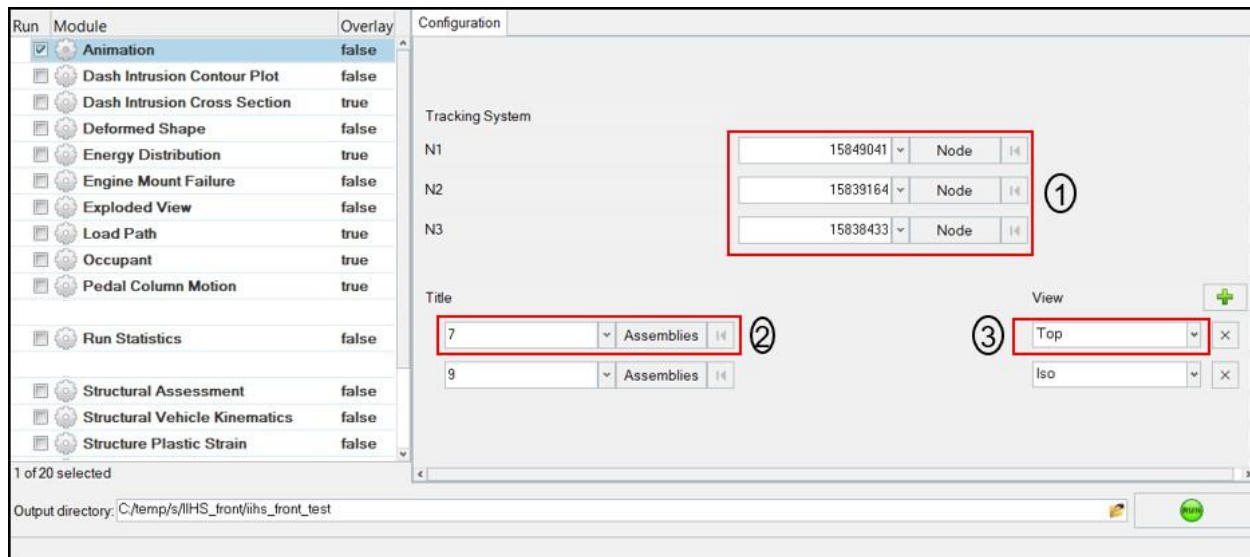 Run Module Overlay
Animation false
Dash Intrusion Contour Plot false
Dash Intrusion Cross Section true
Deformed Shape false
Energy Distribution true
Engine Mount Failure false
Exploded View false
Load Path true
Occupant true
Pedal Column Motion true
Run Statistics false
Structural Assessment false
Structural Vehicle Kinematics false
Structure Plastic Strain false
1 of 20 selected
Configuration
Tracking System
N1 15849041 Node
N2 15839164 Node
N3 15838433 Node
1
Title View
7 Assemblies 2 3 Top
9 Assemblies Iso
Output directory: C:/temp/s/IIHS_front/iihs_front_test RUN